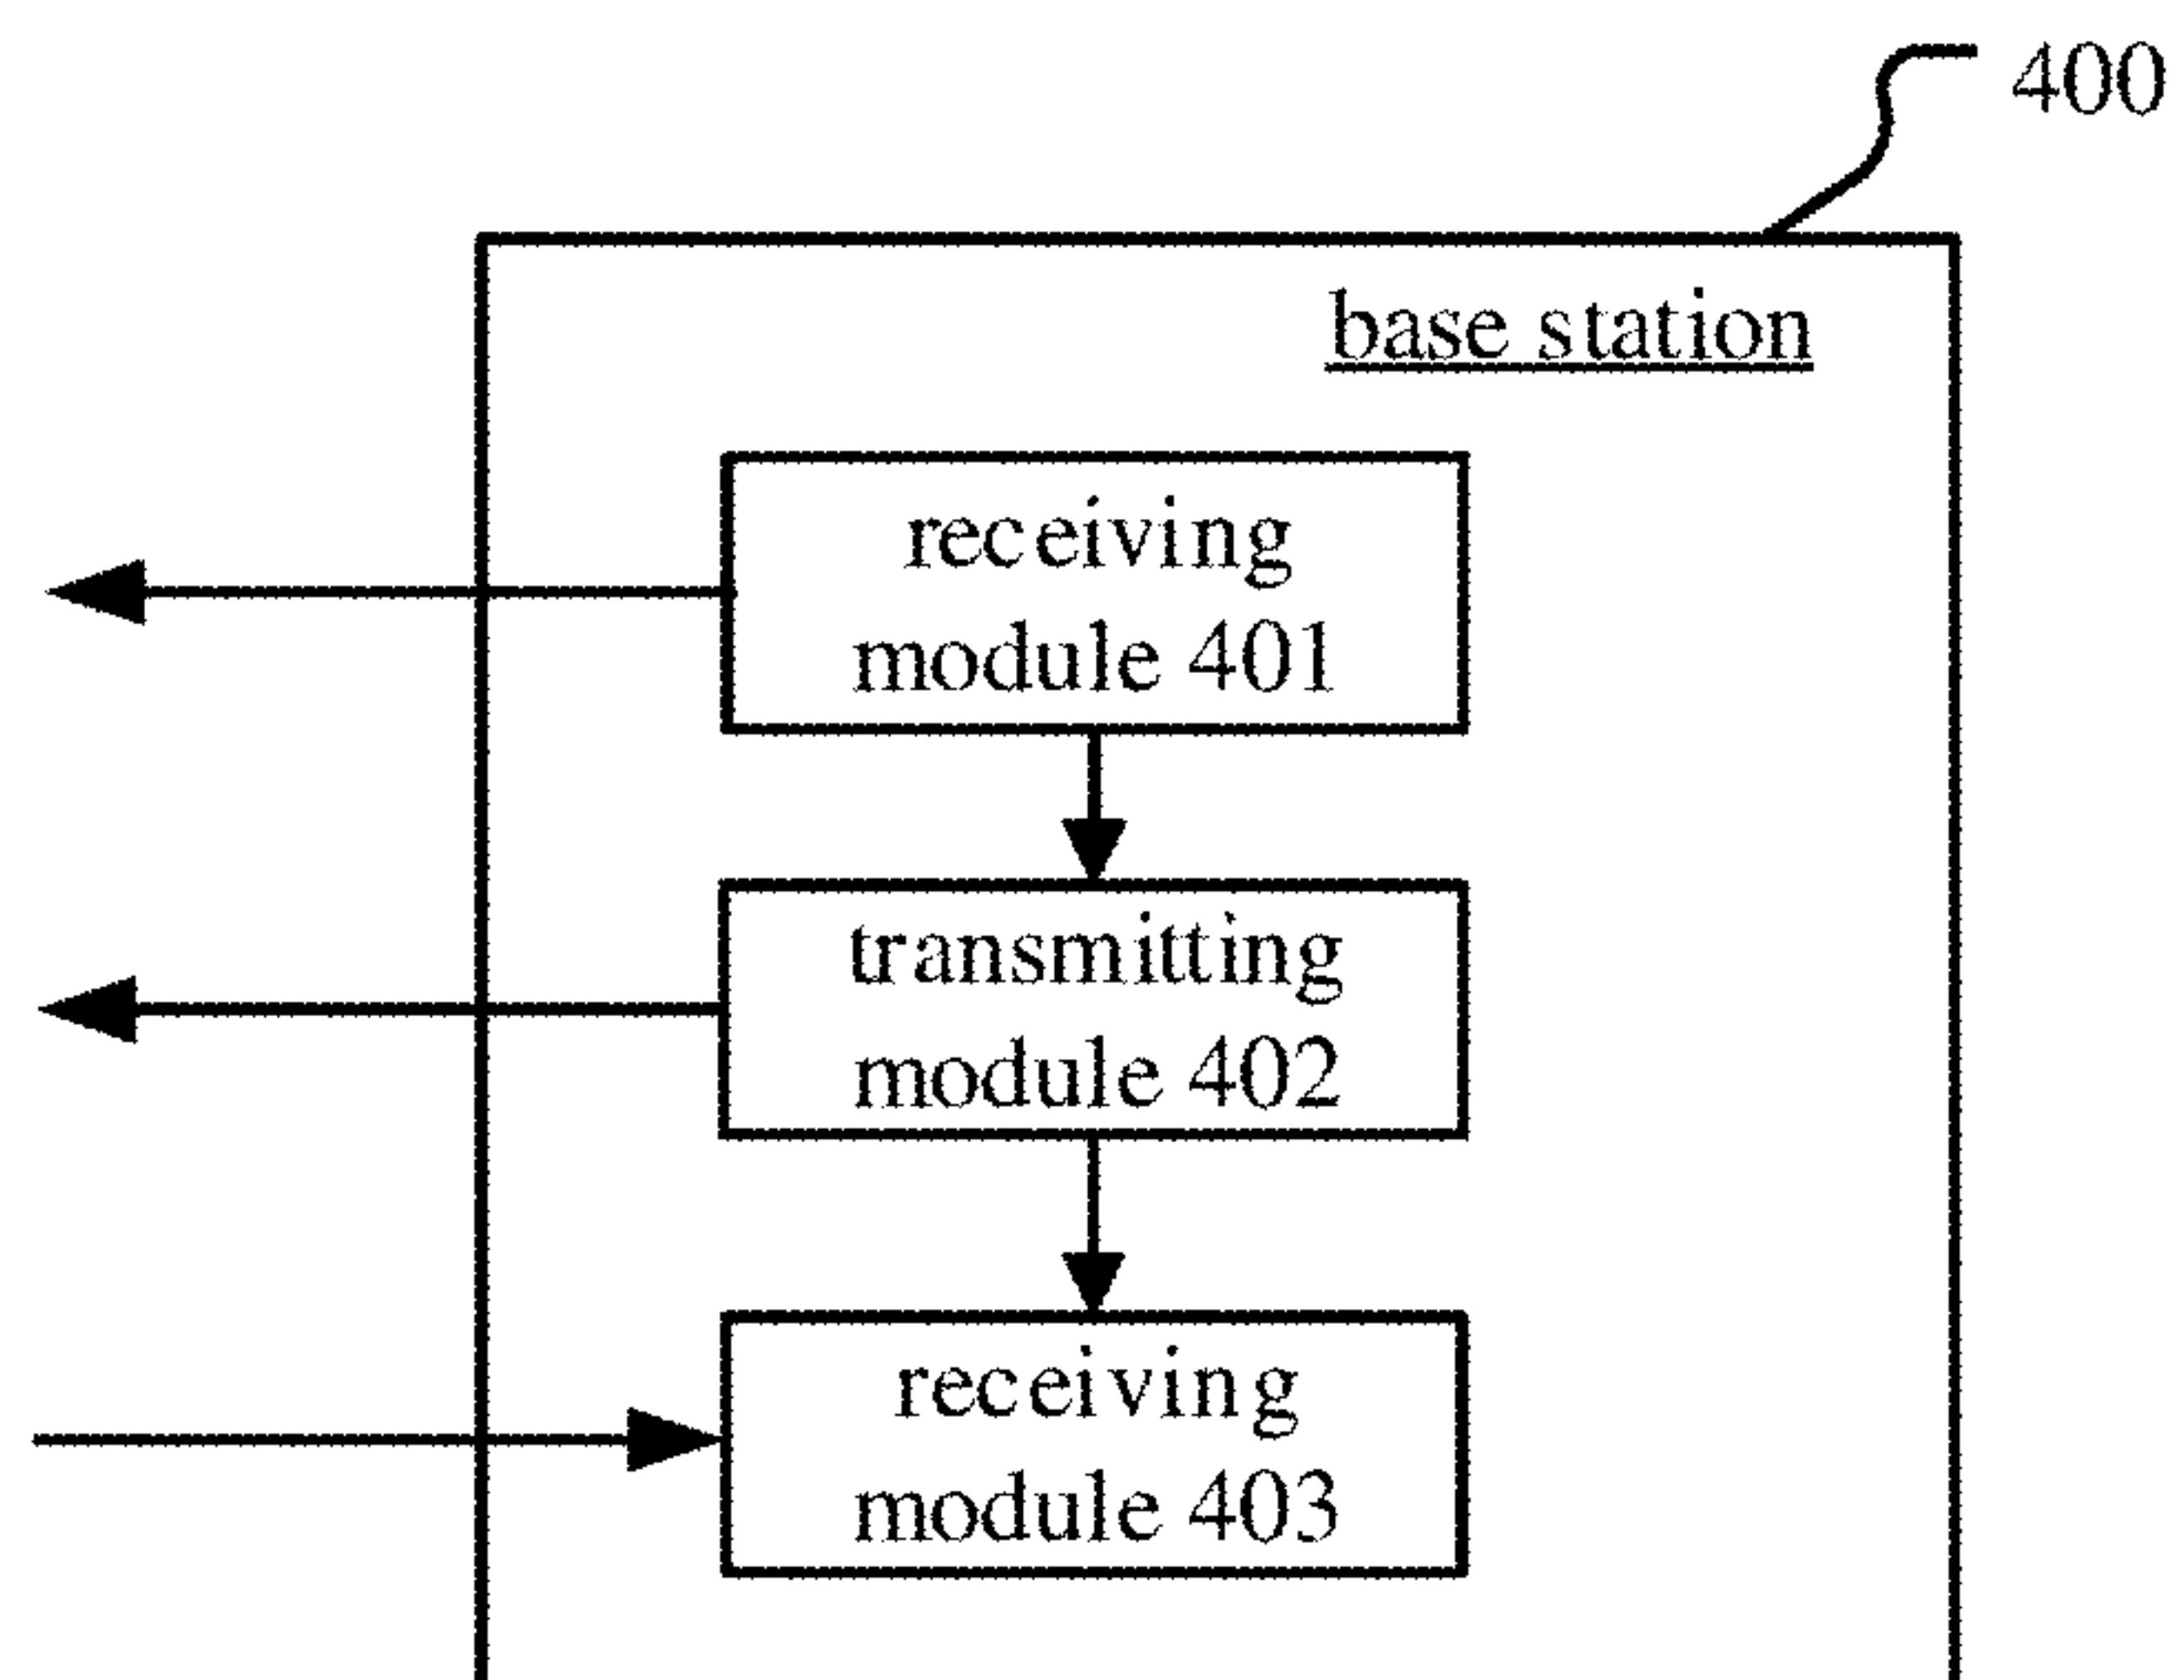 400
base station
receiving
module 401
transmitting
module 402
receiving
module 403